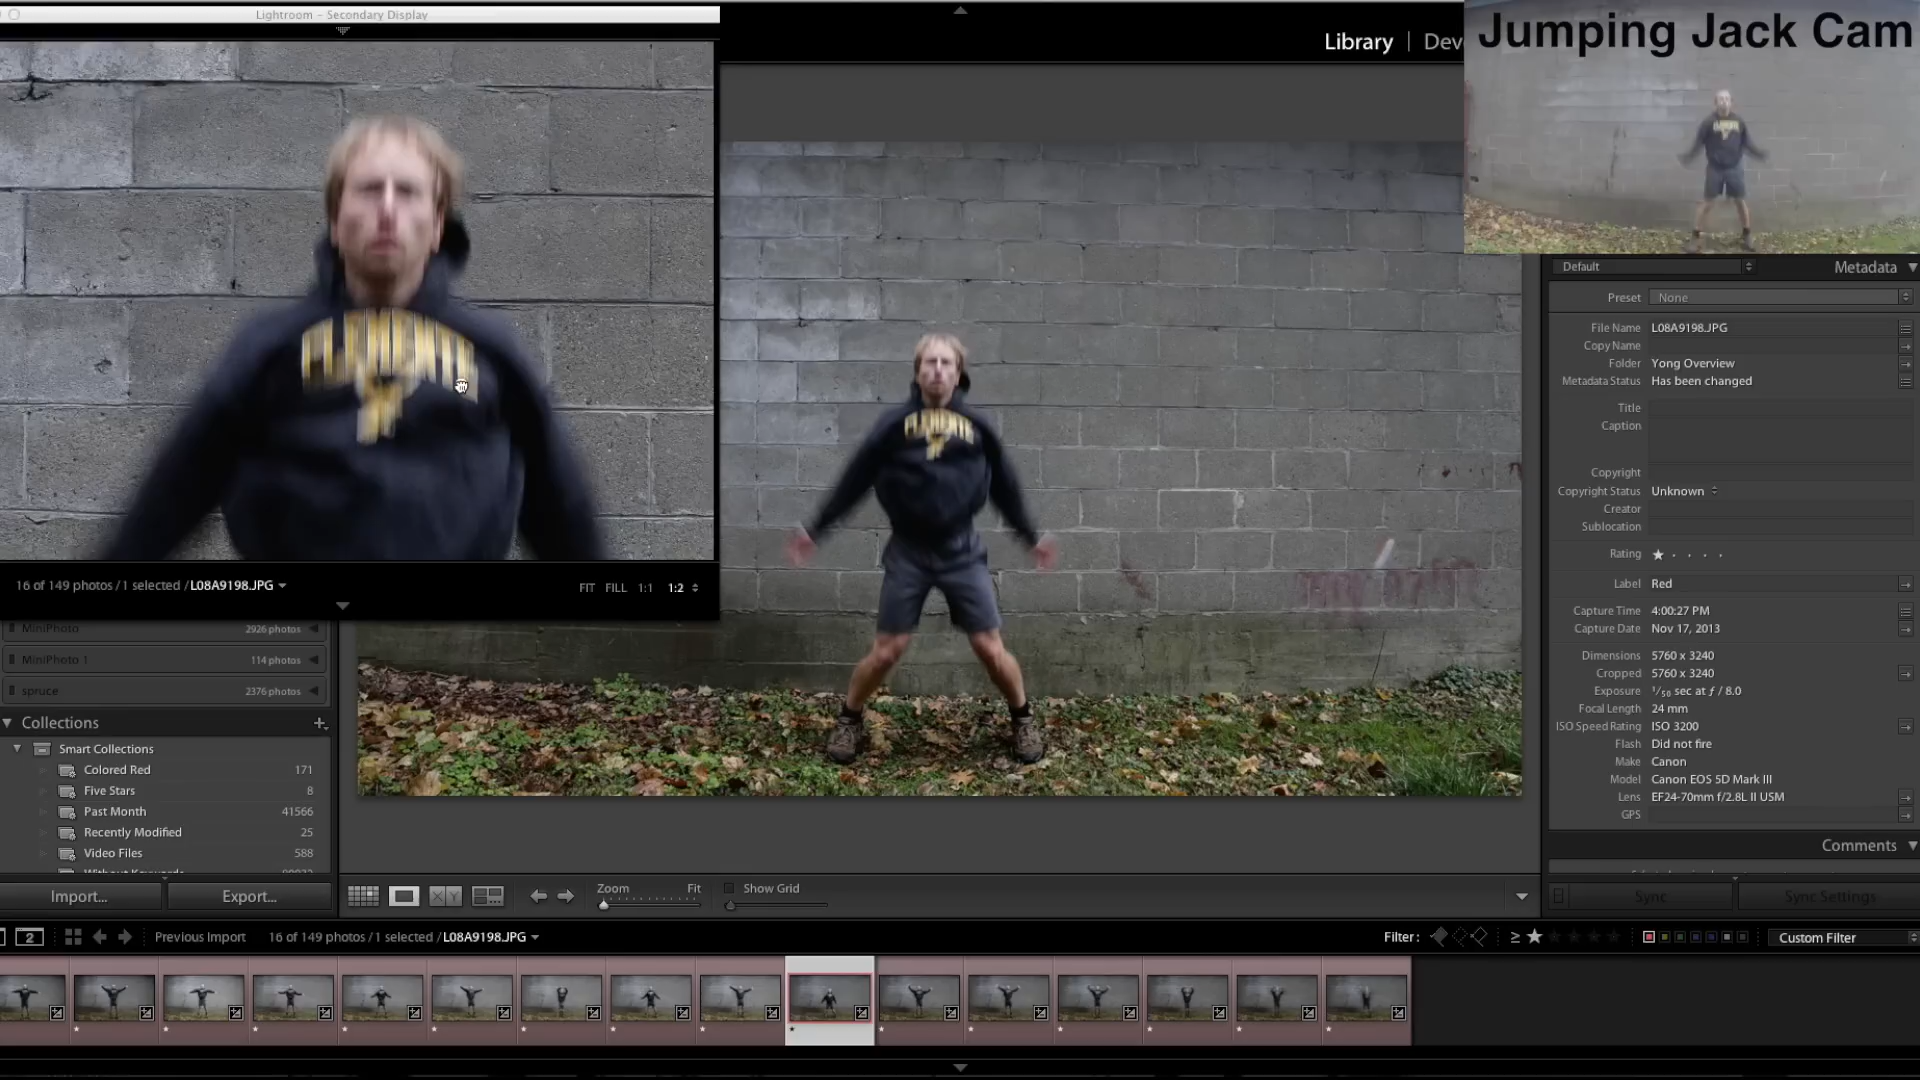 Lightroom – Secondary Display
Library | Dev
Jumping Jack Cam
16 of 149 photos / 1 selected / L08A9198.JPG
FIT FILL 1:1 1:2
MiniPhoto 2926 photos
MiniPhoto 1 114 photos
spruce 2376 photos
Collections
Smart Collections
Colored Red 171
Five Stars 8
Past Month 41566
Recently Modified 25
Video Files 588
Import... Export...
Zoom Fit Show Grid
Default Metadata
Preset None
File Name L08A9198.JPG
Copy Name
Folder Yong Overview
Metadata Status Has been changed
Title
Caption
Copyright
Copyright Status Unknown
Creator
Sublocation
Rating
Label Red
Capture Time 4:00:27 PM
Capture Date Nov 17, 2013
Dimensions 5760 x 3240
Cropped 5760 x 3240
Exposure 1/50 sec at ƒ / 8.0
Focal Length 24 mm
ISO Speed Rating ISO 3200
Flash Did not fire
Make Canon
Model Canon EOS 5D Mark III
Lens EF24-70mm f/2.8L II USM
GPS
Comments
Sync Sync Settings
2 Previous Import 16 of 149 photos / 1 selected / L08A9198.JPG Filter: ≥ Custom Filter